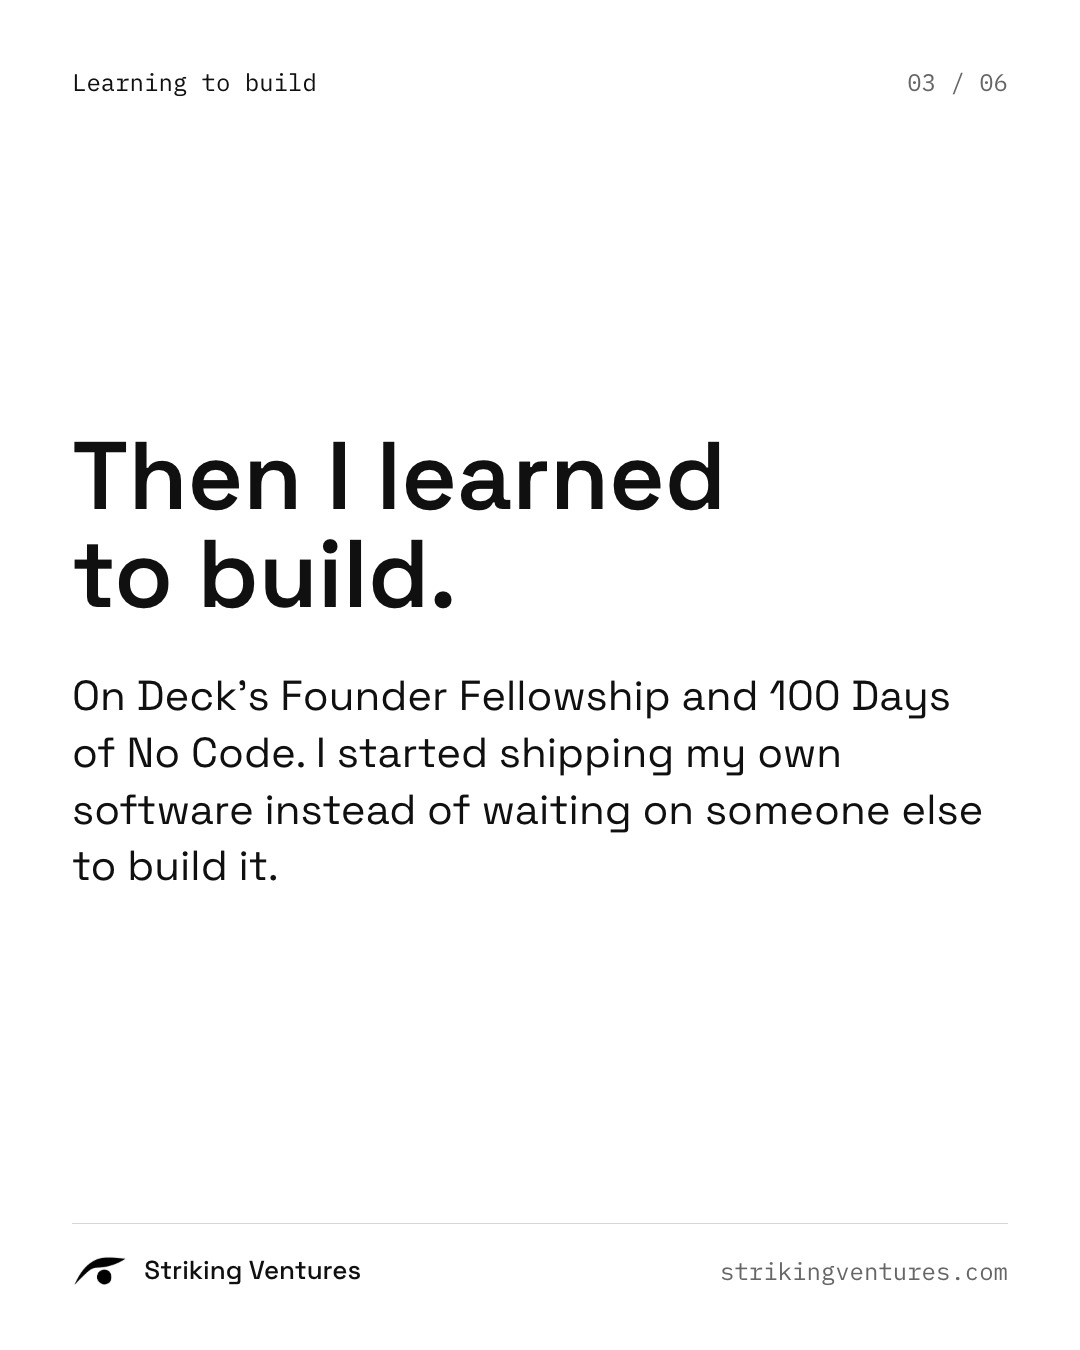 Learning to build
03 / 06
Then I learned
to build.
On Deck’s Founder Fellowship and 100 Days
of No Code. I started shipping my own
software instead of waiting on someone else
to build it.
Striking Ventures
strikingventures.com